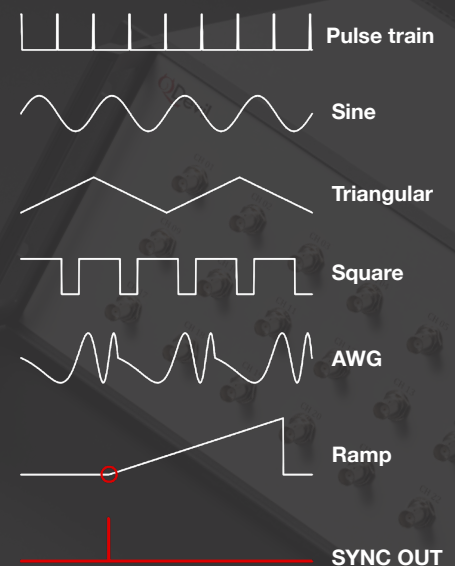 Pulse train
Sine
Triangular
Square
AWG
Ramp
SYNC OUT